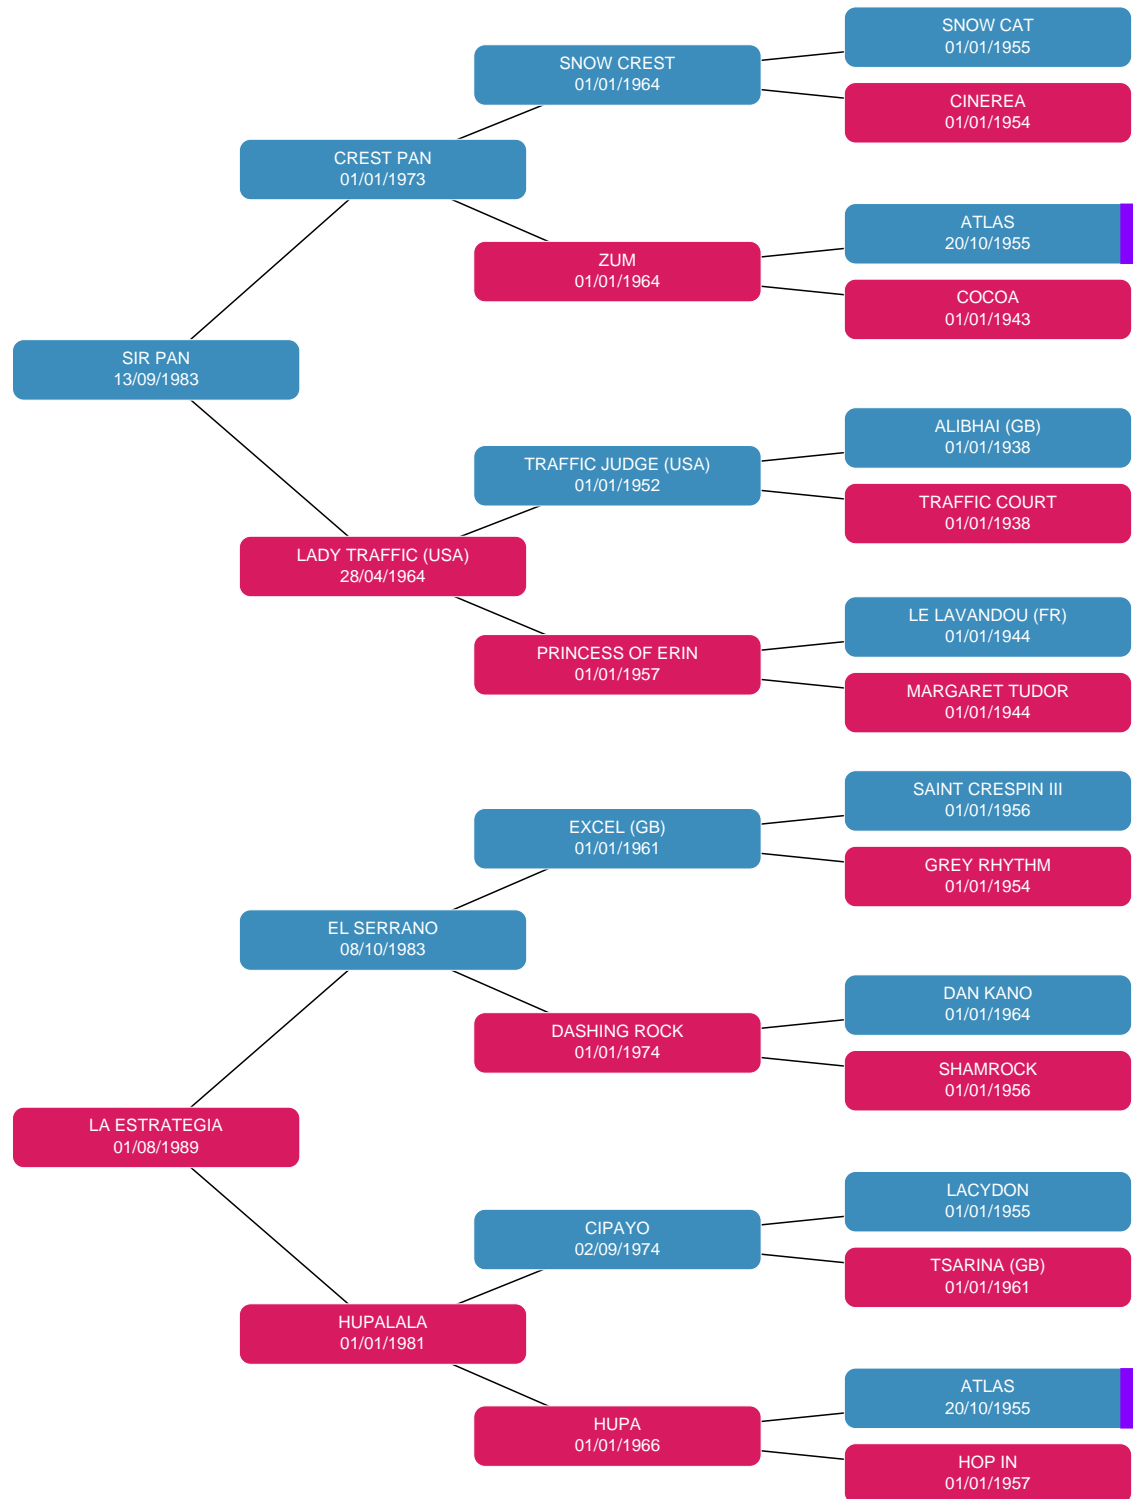 SNOW CAT
01/01/1955
SNOW CREST
01/01/1964
CINEREA
01/01/1954
CREST PAN
01/01/1973
ATLAS
20/10/1955
ZUM
01/01/1964
COCOA
01/01/1943
SIR PAN
13/09/1983
ALIBHAI (GB)
01/01/1938
TRAFFIC JUDGE (USA)
01/01/1952
TRAFFIC COURT
01/01/1938
LADY TRAFFIC (USA)
28/04/1964
LE LAVANDOU (FR)
01/01/1944
PRINCESS OF ERIN
01/01/1957
MARGARET TUDOR
01/01/1944
SAINT CRESPIN III
01/01/1956
EXCEL (GB)
01/01/1961
GREY RHYTHM
01/01/1954
EL SERRANO
08/10/1983
DAN KANO
01/01/1964
DASHING ROCK
01/01/1974
SHAMROCK
01/01/1956
LA ESTRATEGIA
01/08/1989
LACYDON
01/01/1955
CIPAYO
02/09/1974
TSARINA (GB)
01/01/1961
HUPALALA
01/01/1981
ATLAS
20/10/1955
HUPA
01/01/1966
HOP IN
01/01/1957